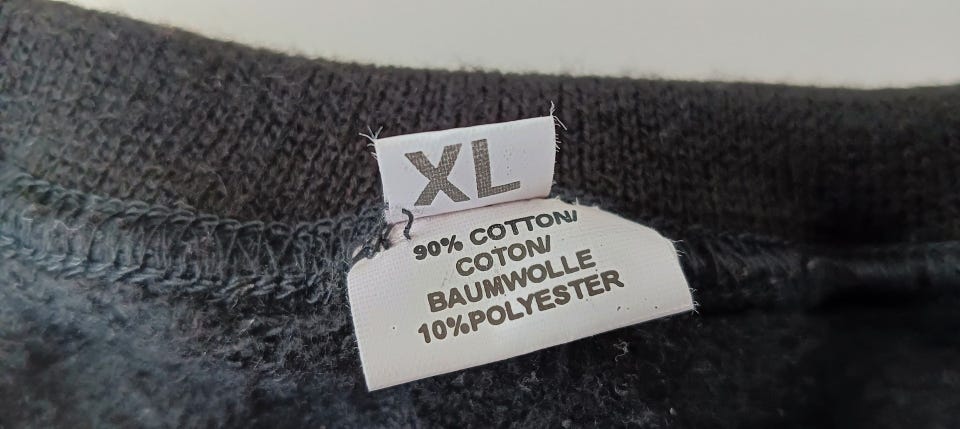 XL
90% COTTON/
COTON/
BAUMWOLLE
10%POLYESTER